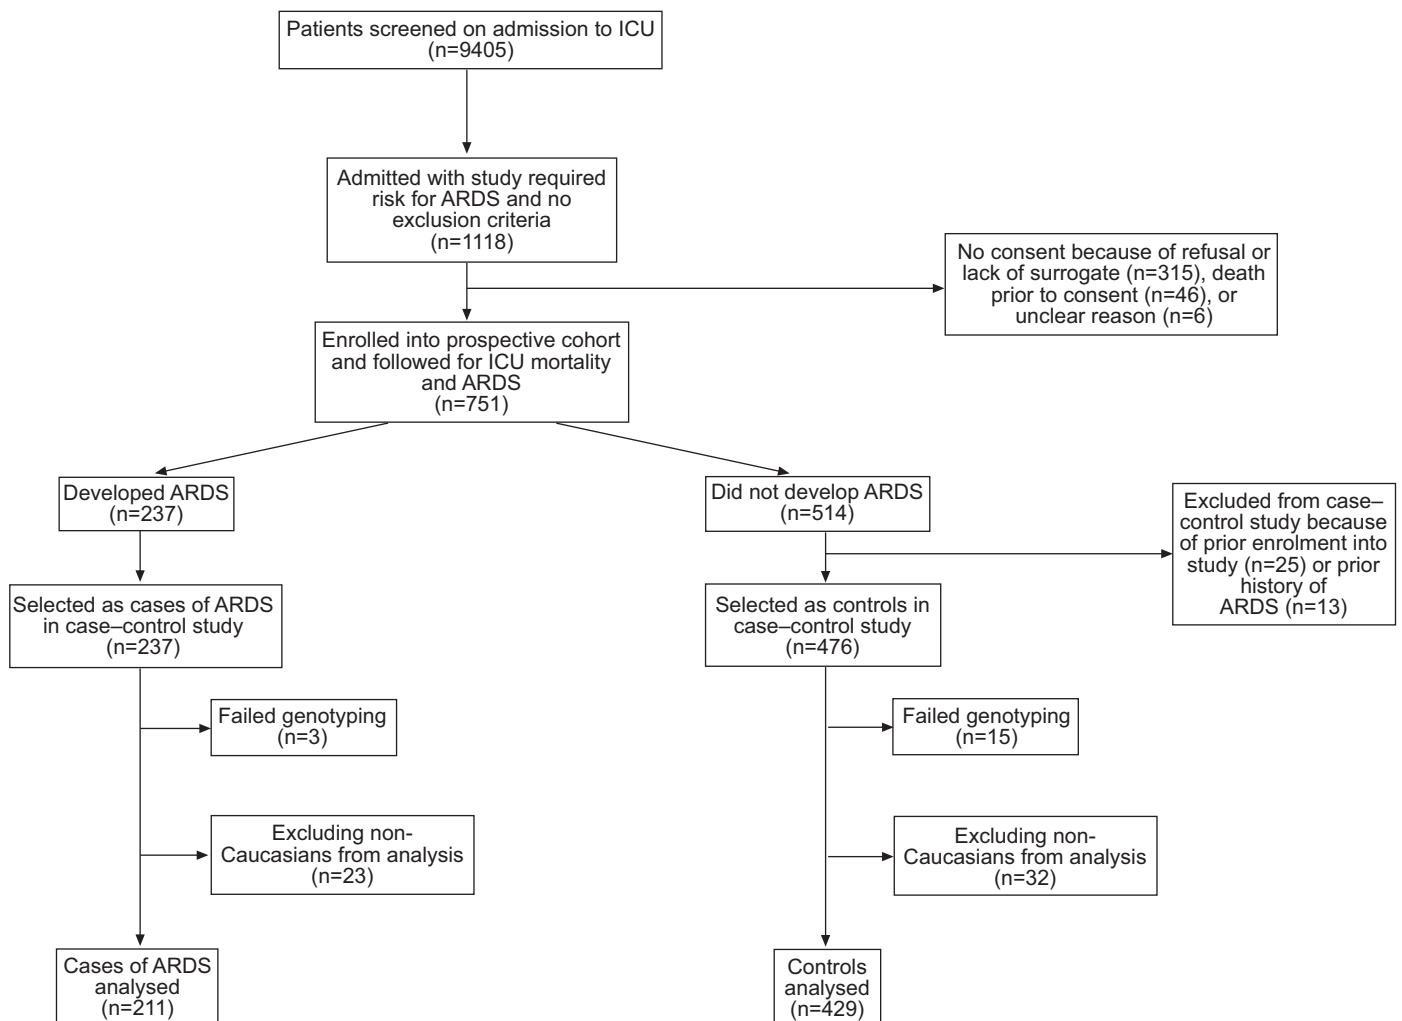 Patients screened on admission to ICU
(n=9405)
Admitted with study required
risk for ARDS and no
exclusion criteria
(n=1118)
No consent because of refusal or
lack of surrogate (n=315), death
prior to consent (n=46), or
unclear reason (n=6)
Enrolled into prospective cohort
and followed for ICU mortality
and ARDS
(n=751)
Developed ARDS
(n=237)
Did not develop ARDS
(n=514)
Excluded from case–
control study because
of prior enrolment into
study (n=25) or prior
history of
ARDS (n=13)
Selected as cases of ARDS
in case–control study
(n=237)
Selected as controls in
case–control study
(n=476)
Failed genotyping
(n=3)
Failed genotyping
(n=15)
Excluding non-
Caucasians from analysis
(n=23)
Excluding non-
Caucasians from analysis
(n=32)
Cases of ARDS
analysed
(n=211)
Controls
analysed
(n=429)